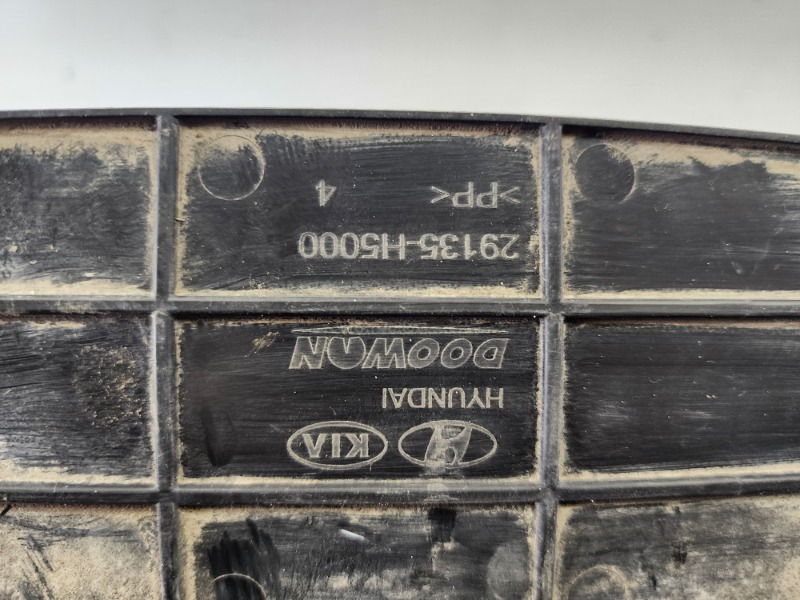 KIA
HYUNDAI
DOOWON
29135-H5000
>PP< 4